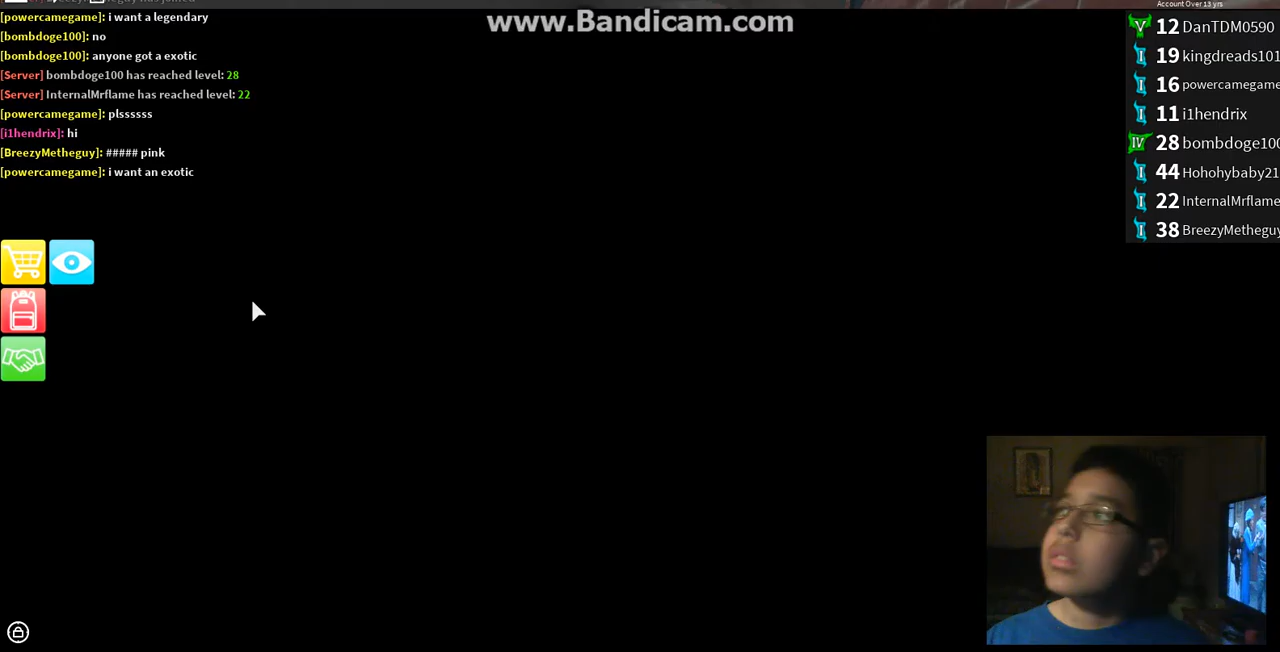 Account Over 13 yrs
www.Bandicam.com
[powercamegame]: i want a legendary
[bombdoge100]: no
[bombdoge100]: anyone got a exotic
[Server] bombdoge100 has reached level: 28
[Server] InternalMrflame has reached level: 22
[powercamegame]: plssssss
[i1hendrix]: hi
[BreezyMetheguy]: ##### pink
[powercamegame]: i want an exotic
V 12 DanTDM0590
I 19 kingdreads101
I 16 powercamegame
I 11 i1hendrix
IV 28 bombdoge100
I 44 Hohohybaby21
I 22 InternalMrflame
I 38 BreezyMetheguy